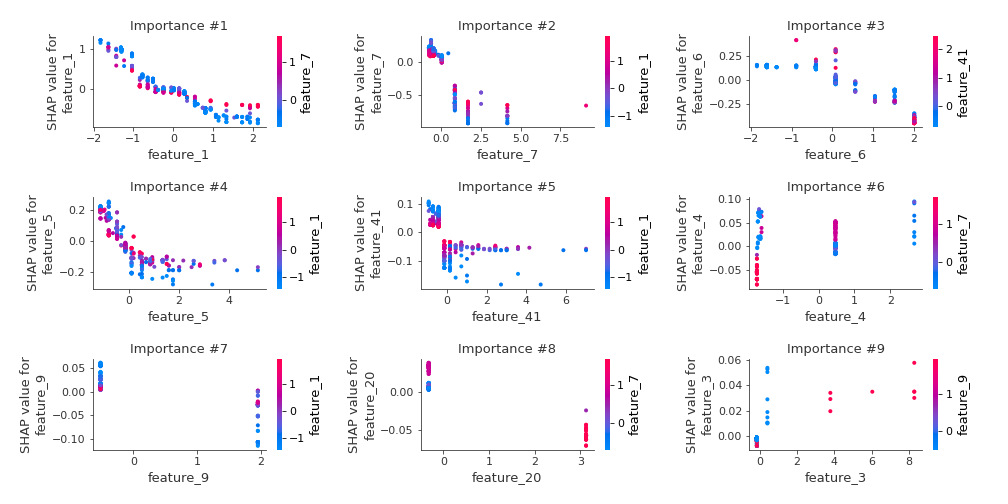 Importance #1
SHAP value for
feature_1
1
0
−2
−1
0
1
2
feature_1
1
0
feature_7
Importance #2
SHAP value for
feature_7
0.0
−0.5
0.0
2.5
5.0
7.5
feature_7
1
0
−1
feature_1
Importance #3
SHAP value for
feature_6
0.25
0.00
−0.25
−2
−1
0
1
2
feature_6
2
1
0
feature_41
Importance #4
SHAP value for
feature_5
0.2
0.0
−0.2
0
2
4
feature_5
1
0
−1
feature_1
Importance #5
SHAP value for
feature_41
0.1
0.0
−0.1
0
2
4
6
feature_41
1
0
−1
feature_1
Importance #6
SHAP value for
feature_4
0.10
0.05
0.00
−0.05
−1
0
1
2
feature_4
1
0
feature_7
Importance #7
SHAP value for
feature_9
0.05
0.00
−0.05
−0.10
0
1
2
feature_9
1
0
−1
feature_1
Importance #8
SHAP value for
feature_20
0.00
−0.05
0
1
2
3
feature_20
1
0
feature_7
Importance #9
SHAP value for
feature_3
0.06
0.04
0.02
0.00
0
2
4
6
8
feature_3
1
0
feature_9